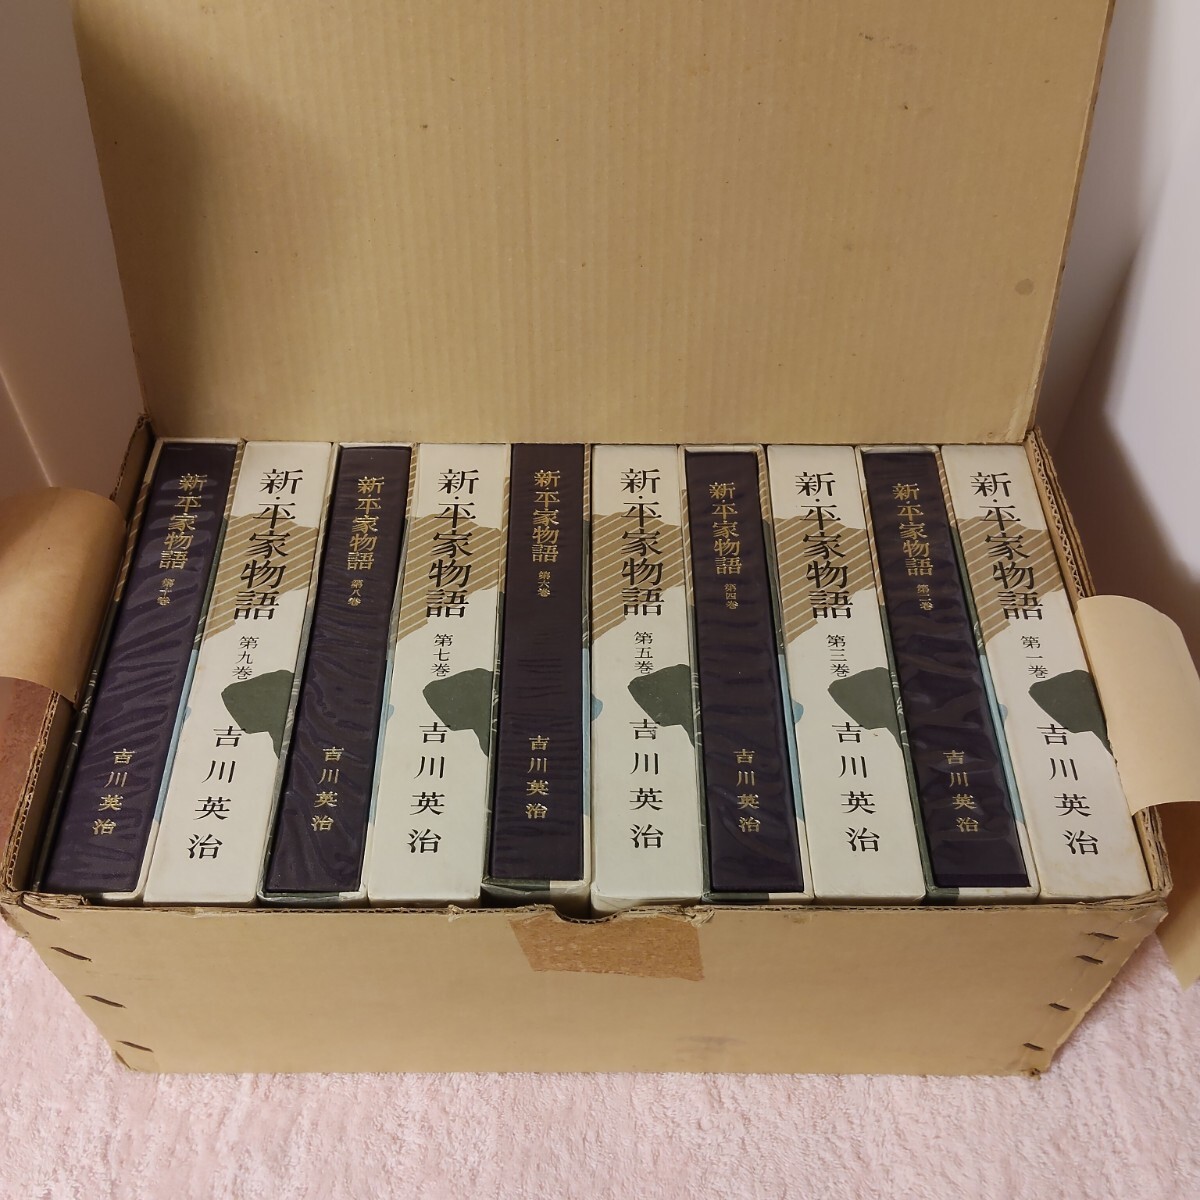 新・平家物語 第一巻 吉川英治
新・平家物語 第二巻 吉川英治
新・平家物語 第三巻 吉川英治
新・平家物語 第四巻 吉川英治
新・平家物語 第五巻 吉川英治
新・平家物語 第六巻 吉川英治
新・平家物語 第七巻 吉川英治
新・平家物語 第八巻 吉川英治
新・平家物語 第九巻 吉川英治
新・平家物語 第十巻 吉川英治